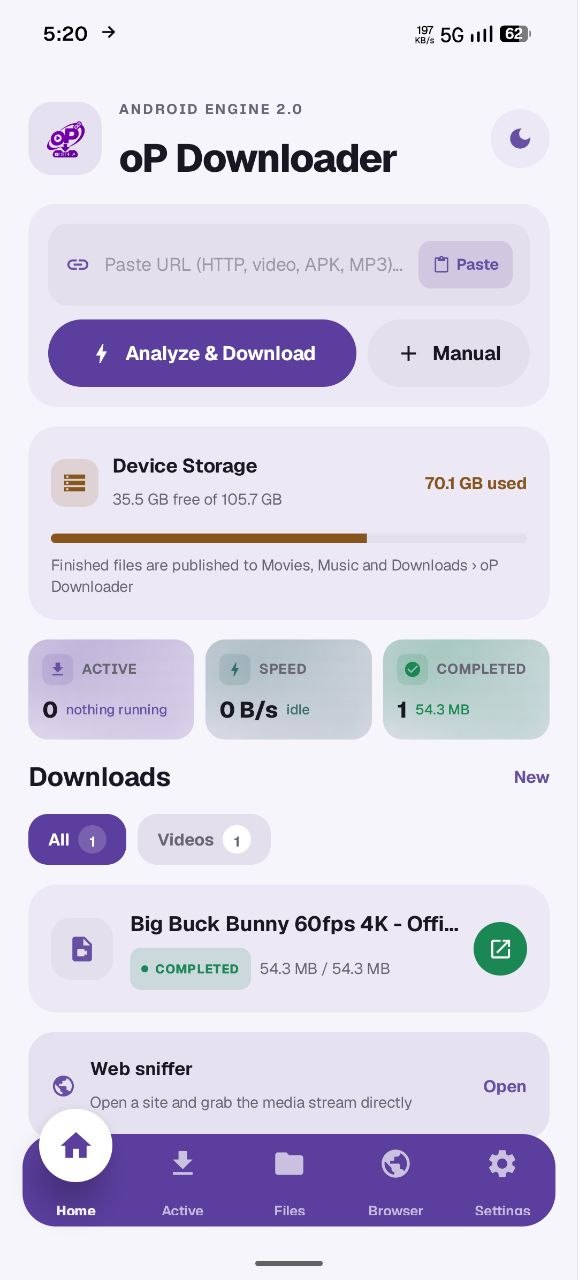 5:20
197
KB/s
5G
62
ANDROID ENGINE 2.0
oP
oP Downloader
Paste URL (HTTP, video, APK, MP3)...
Paste
Analyze & Download
Manual
Device Storage
35.5 GB free of 105.7 GB
70.1 GB used
Finished files are published to Movies, Music and Downloads › oP
Downloader
ACTIVE
0 nothing running
SPEED
0 B/s idle
COMPLETED
1 54.3 MB
Downloads
New
All 1
Videos 1
Big Buck Bunny 60fps 4K - Offi...
COMPLETED
54.3 MB / 54.3 MB
Web sniffer
Open a site and grab the media stream directly
Open
Home
Active
Files
Browser
Settings